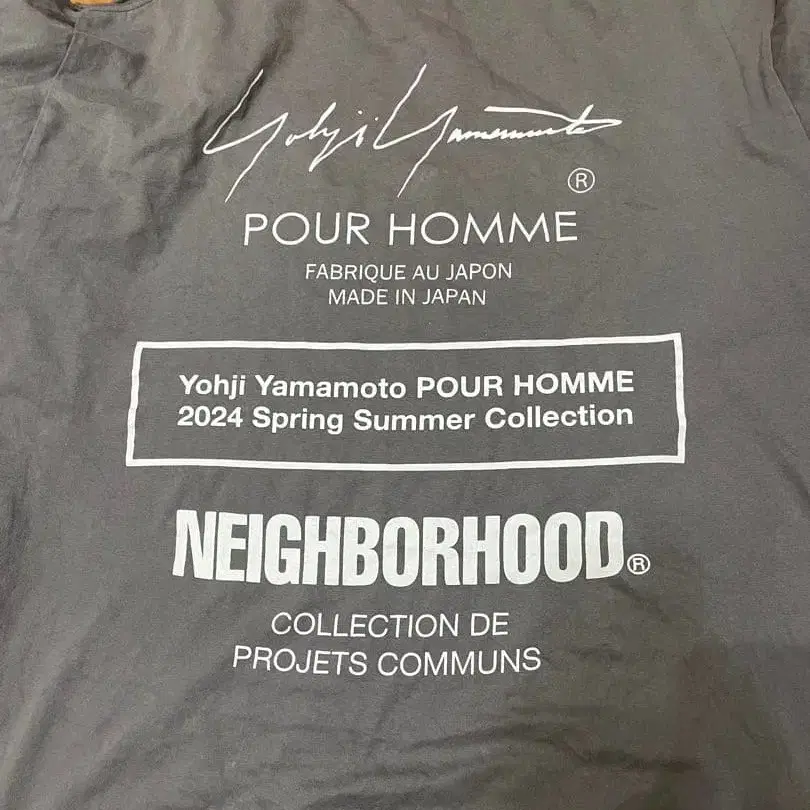 Yohji Yamamoto
®
POUR HOMME
FABRIQUE AU JAPON
MADE IN JAPAN
Yohji Yamamoto POUR HOMME
2024 Spring Summer Collection
NEIGHBORHOOD®
COLLECTION DE
PROJETS COMMUNS